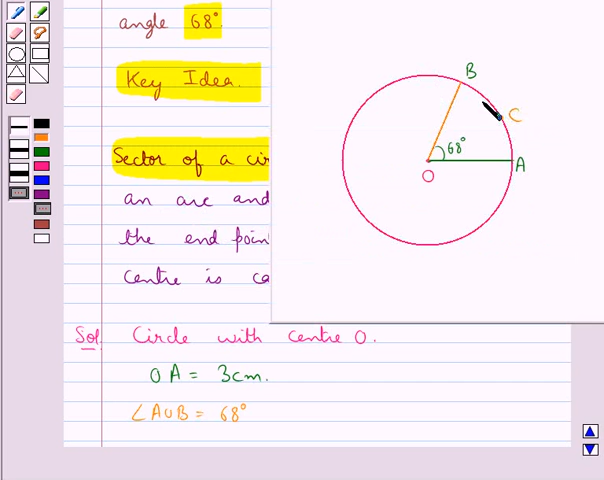 angle 68°
Key Idea.
Sector of a cir
an arc and
the end poin
centre is ca
Sol. Circle with centre O.
OA = 3cm.
∠AOB = 68°
B
C
68°
A
O